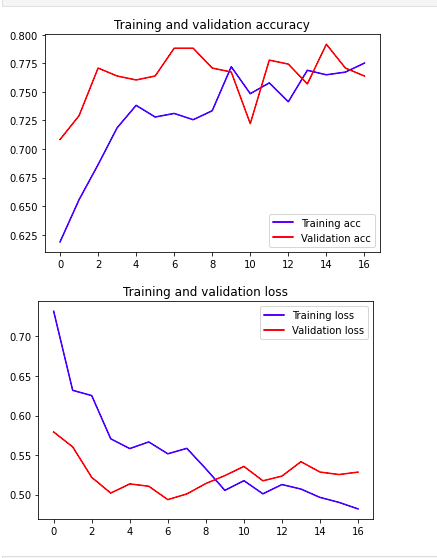 Training and validation accuracy
0.800
0.775
0.750
0.725
0.700
0.675
0.650
0.625
Training acc
Validation acc
0 2 4 6 8 10 12 14 16
Training and validation loss
Training loss
Validation loss
0.70
0.65
0.60
0.55
0.50
0 2 4 6 8 10 12 14 16